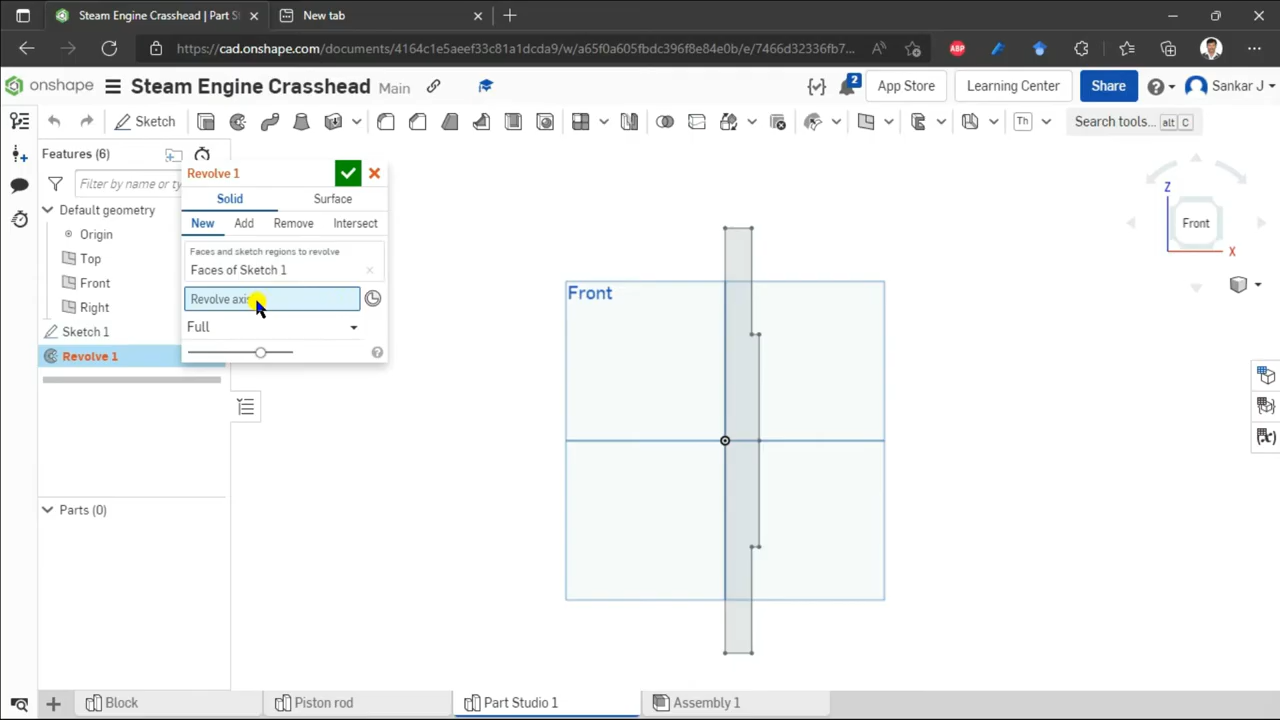 Steam Engine Crasshead | Part S
New tab
https://cad.onshape.com/documents/4164c1e5aeef33c81a1dcda9/w/a65f0a605fbdc396f8e84e0b/e/7466d32336fb7...
ABP
onshape
Steam Engine Crasshead
Main
2
App Store
Learning Center
Share
Sankar J
Sketch
Th
Search tools...
alt C
Features (6)
Filter by name or ty
Default geometry
Origin
Top
Front
Right
Sketch 1
Revolve 1
Parts (0)
Revolve 1
Solid
Surface
New
Add
Remove
Intersect
Faces and sketch regions to revolve
Faces of Sketch 1
Revolve axis
Full
Front
Z
Front
X
Block
Piston rod
Part Studio 1
Assembly 1